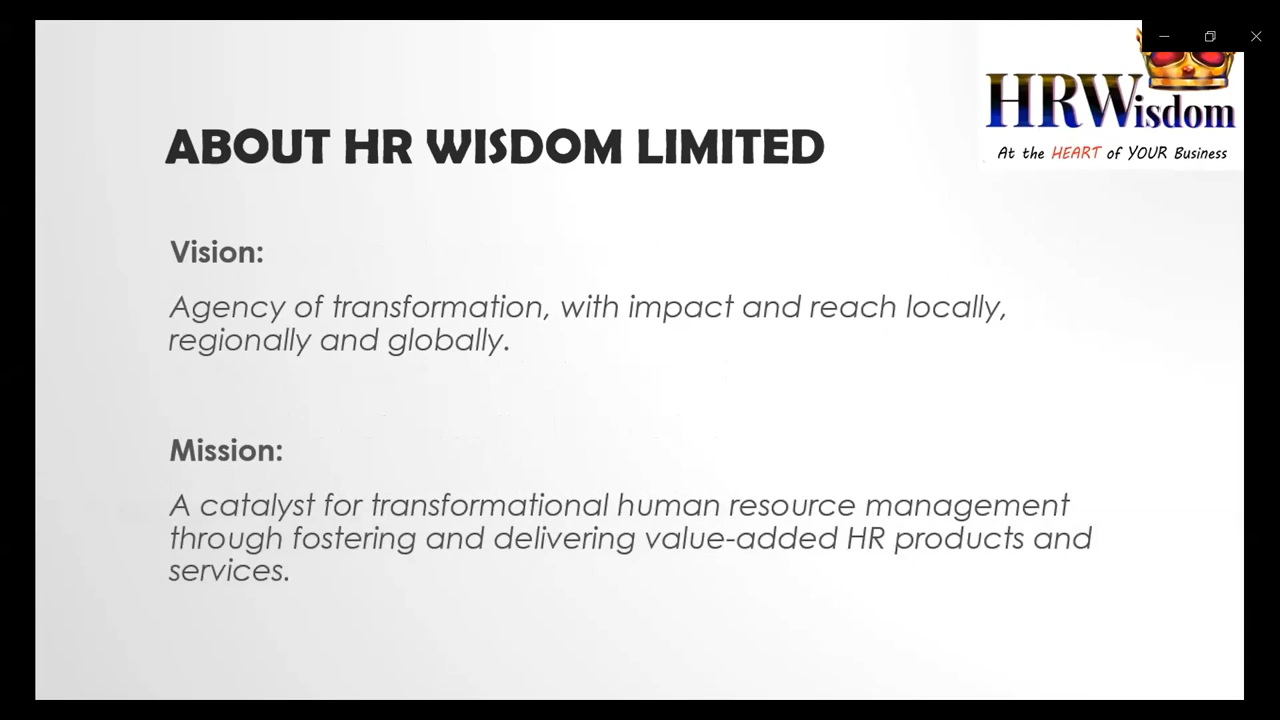 HRWisdom
At the HEART of YOUR Business
ABOUT HR WISDOM LIMITED
Vision:
Agency of transformation, with impact and reach locally,
regionally and globally.
Mission:
A catalyst for transformational human resource management
through fostering and delivering value-added HR products and
services.